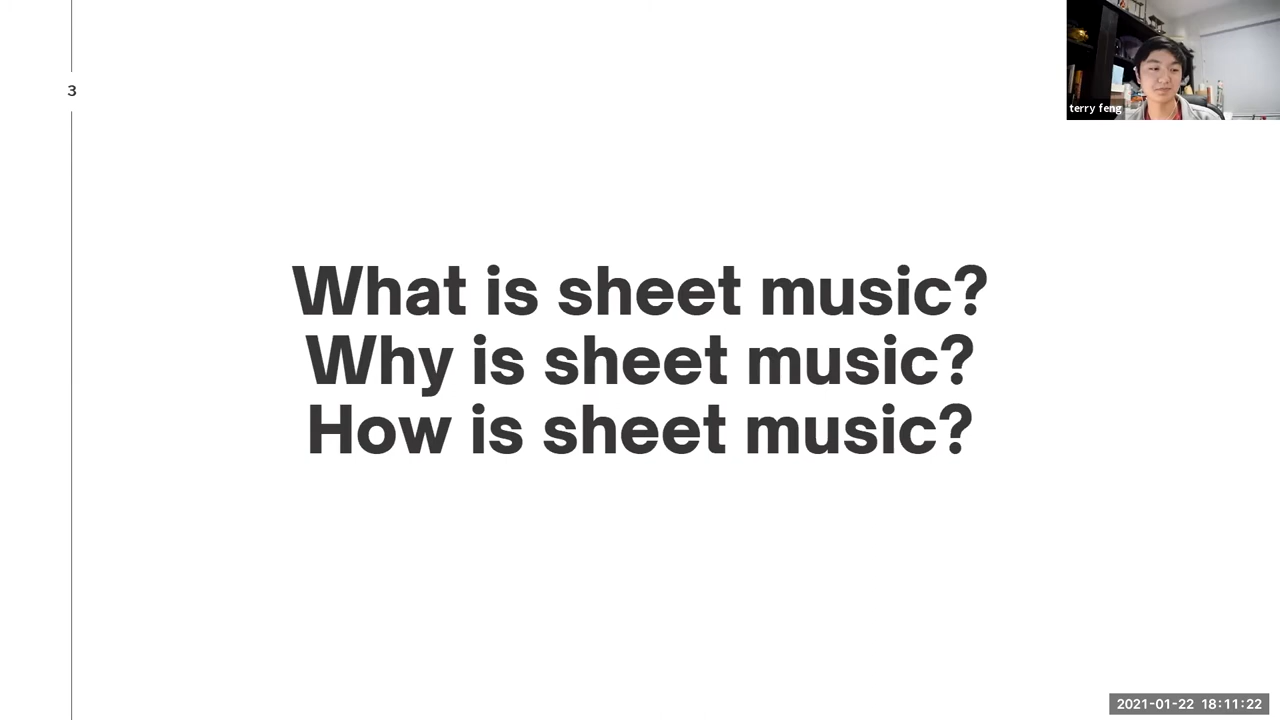 3
terry feng
What is sheet music?
Why is sheet music?
How is sheet music?
2021-01-22 18:11:22